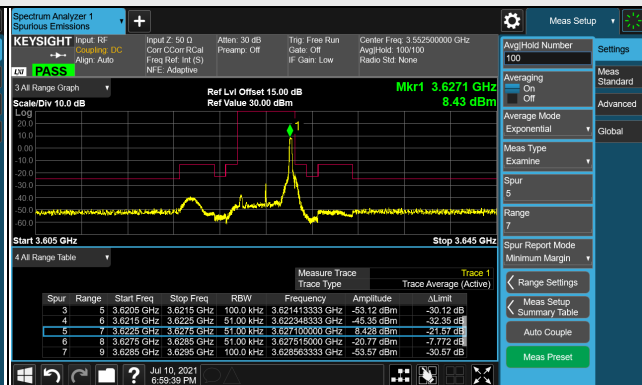 Spectrum Analyzer 1
Spurious Emissions
Meas Setup
KEYSIGHT
Input: RF
Coupling: DC
Align: Auto
Input Z: 50 Ω
Corr CCorr RCal
Freq Ref: Int (S)
NFE: Adaptive
Atten: 30 dB
Preamp: Off
Trig: Free Run
Gate: Off
IF Gain: Low
Center Freq: 3.552500000 GHz
Avg|Hold: 100/100
Radio Std: None
LXI PASS
3 All Range Graph
Scale/Div 10.0 dB
Ref Lvl Offset 15.00 dB
Ref Value 30.00 dBm
Mkr1 3.6271 GHz
8.43 dBm
Log
20.0
10.0
0.00
-10.0
-20.0
-30.0
-40.0
-50.0
-60.0
1
Start 3.605 GHz
Stop 3.645 GHz
4 All Range Table
Measure Trace Trace 1
Trace Type Trace Average (Active)
Spur Range Start Freq Stop Freq RBW Frequency Amplitude ΔLimit
3 5 3.6205 GHz 3.6215 GHz 100.0 kHz 3.621413333 GHz -53.12 dBm -30.12 dB
4 6 3.6215 GHz 3.6225 GHz 51.00 kHz 3.622348333 GHz -45.35 dBm -32.35 dB
5 7 3.6225 GHz 3.6275 GHz 51.00 kHz 3.627100000 GHz 8.428 dBm -21.57 dB
6 8 3.6275 GHz 3.6285 GHz 51.00 kHz 3.627515000 GHz -20.77 dBm -7.772 dB
7 9 3.6285 GHz 3.6295 GHz 100.0 kHz 3.628563333 GHz -53.57 dBm -30.57 dB
Jul 10, 2021
6:59:39 PM
Avg|Hold Number
100
Averaging
On
Off
Average Mode
Exponential
Meas Type
Examine
Spur
5
Range
7
Spur Report Mode
Minimum Margin
Range Settings
Meas Setup
Summary Table
Auto Couple
Meas Preset
Settings
Meas
Standard
Advanced
Global